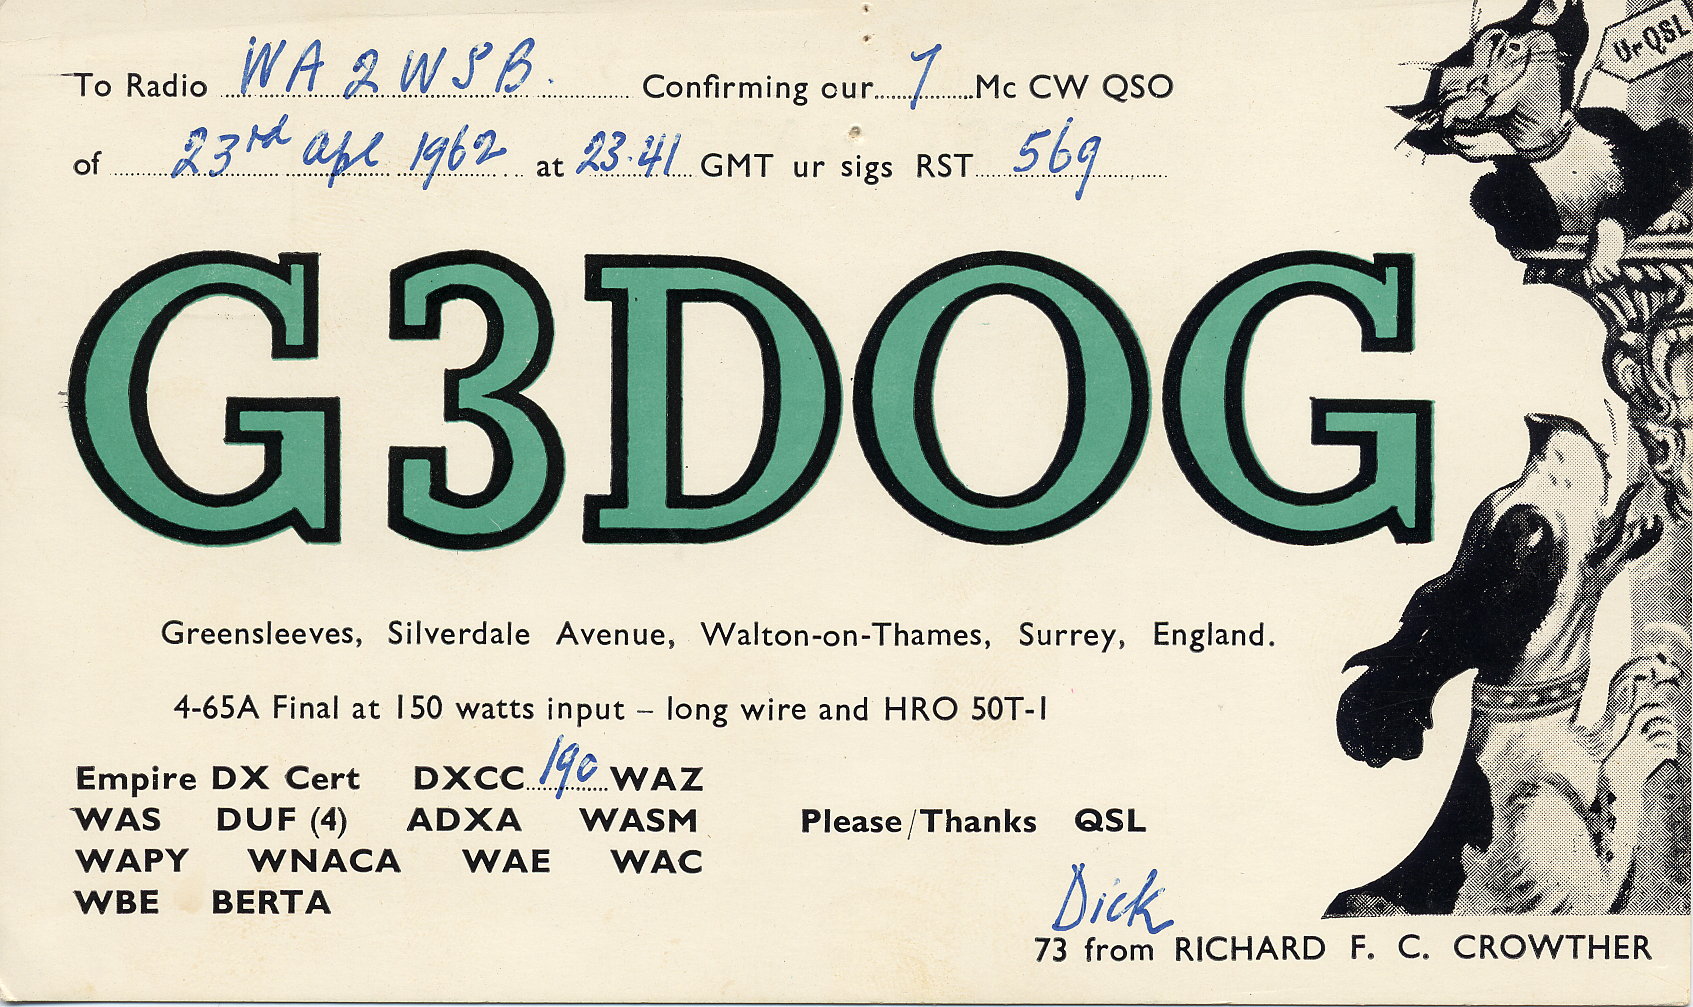 To Radio WA2WSB. Confirming our 7 Mc CW QSO
Ur QSL
of 23rd Apl 1962 at 23.41 GMT ur sigs RST 569
G3DOG
Greensleeves, Silverdale Avenue, Walton-on-Thames, Surrey, England.
4-65A Final at 150 watts input – long wire and HRO 50T-1
Empire DX Cert DXCC 190 WAZ
WAS DUF (4) ADXA WASM Please/Thanks QSL
WAPY WNACA WAE WAC
WBE BERTA
Dick
73 from RICHARD F. C. CROWTHER